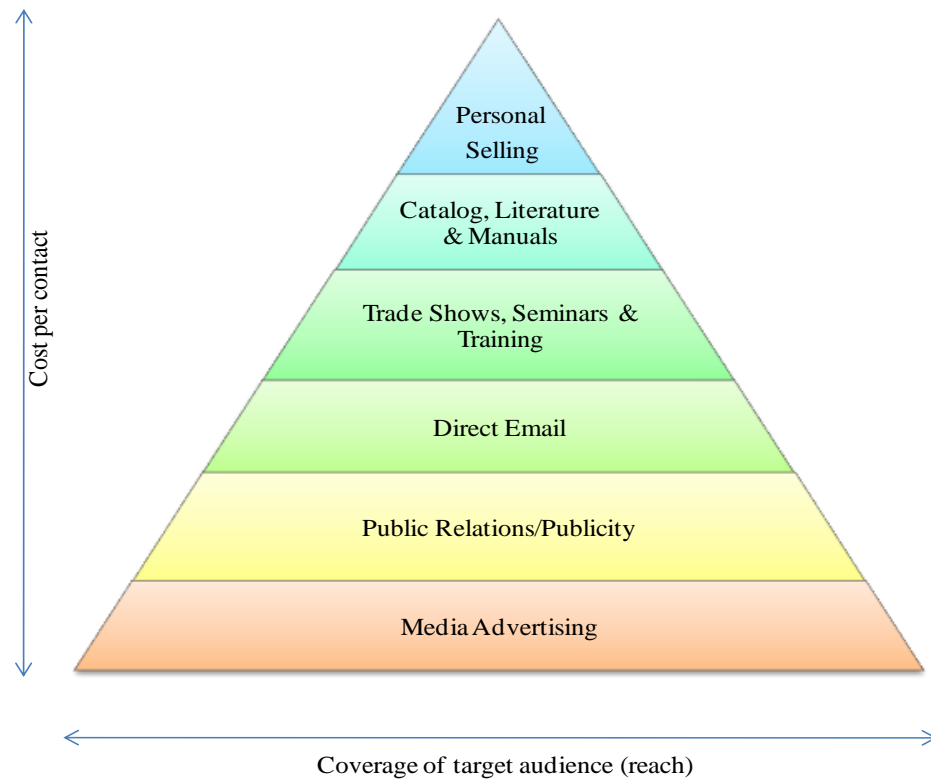 Personal
Selling
Catalog, Literature
& Manuals
Trade Shows, Seminars &
Training
Direct Email
Public Relations/Publicity
Media Advertising
Cost per contact
Coverage of target audience (reach)